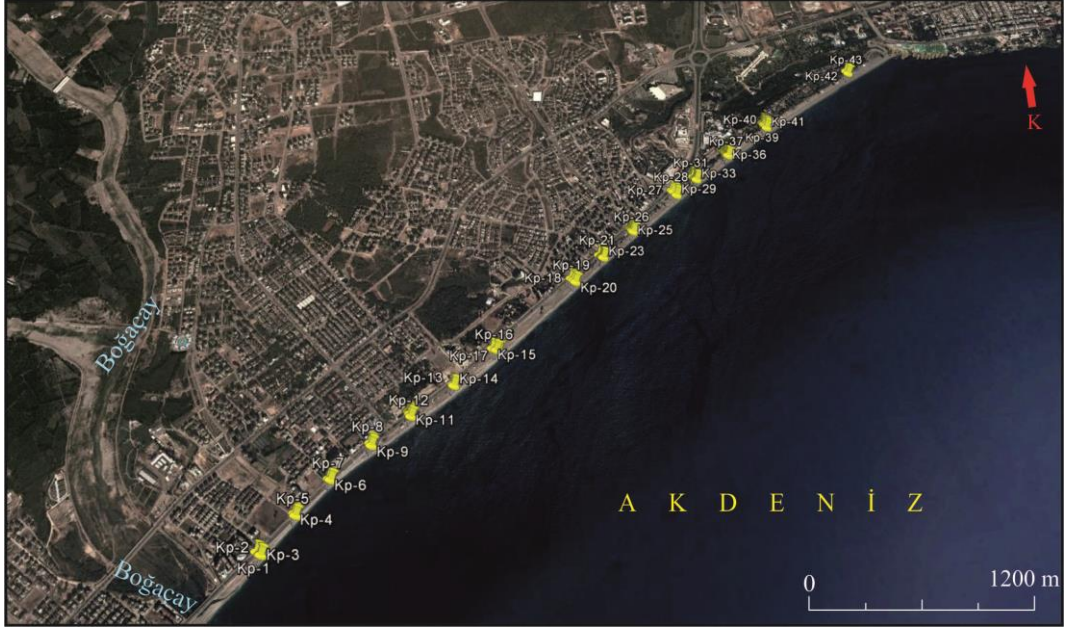 Kp-43
Kp-42
K
Kp-40
Kp-41
Kp-39
Kp-37
Kp-36
Kp-31
Kp-33
Kp-28
Kp-27
Kp-29
Kp-26
Kp-25
Kp-21
Kp-23
Kp-19
Kp-18
Kp-20
Boğaçay
Kp-16
Kp-17
Kp-15
Kp-13
Kp-14
Kp-12
Kp-11
Kp-8
Kp-9
Kp-7
Kp-6
Kp-5
Kp-4
A K D E N İ Z
Kp-2
Kp-3
Kp-1
Boğaçay
0 1200 m